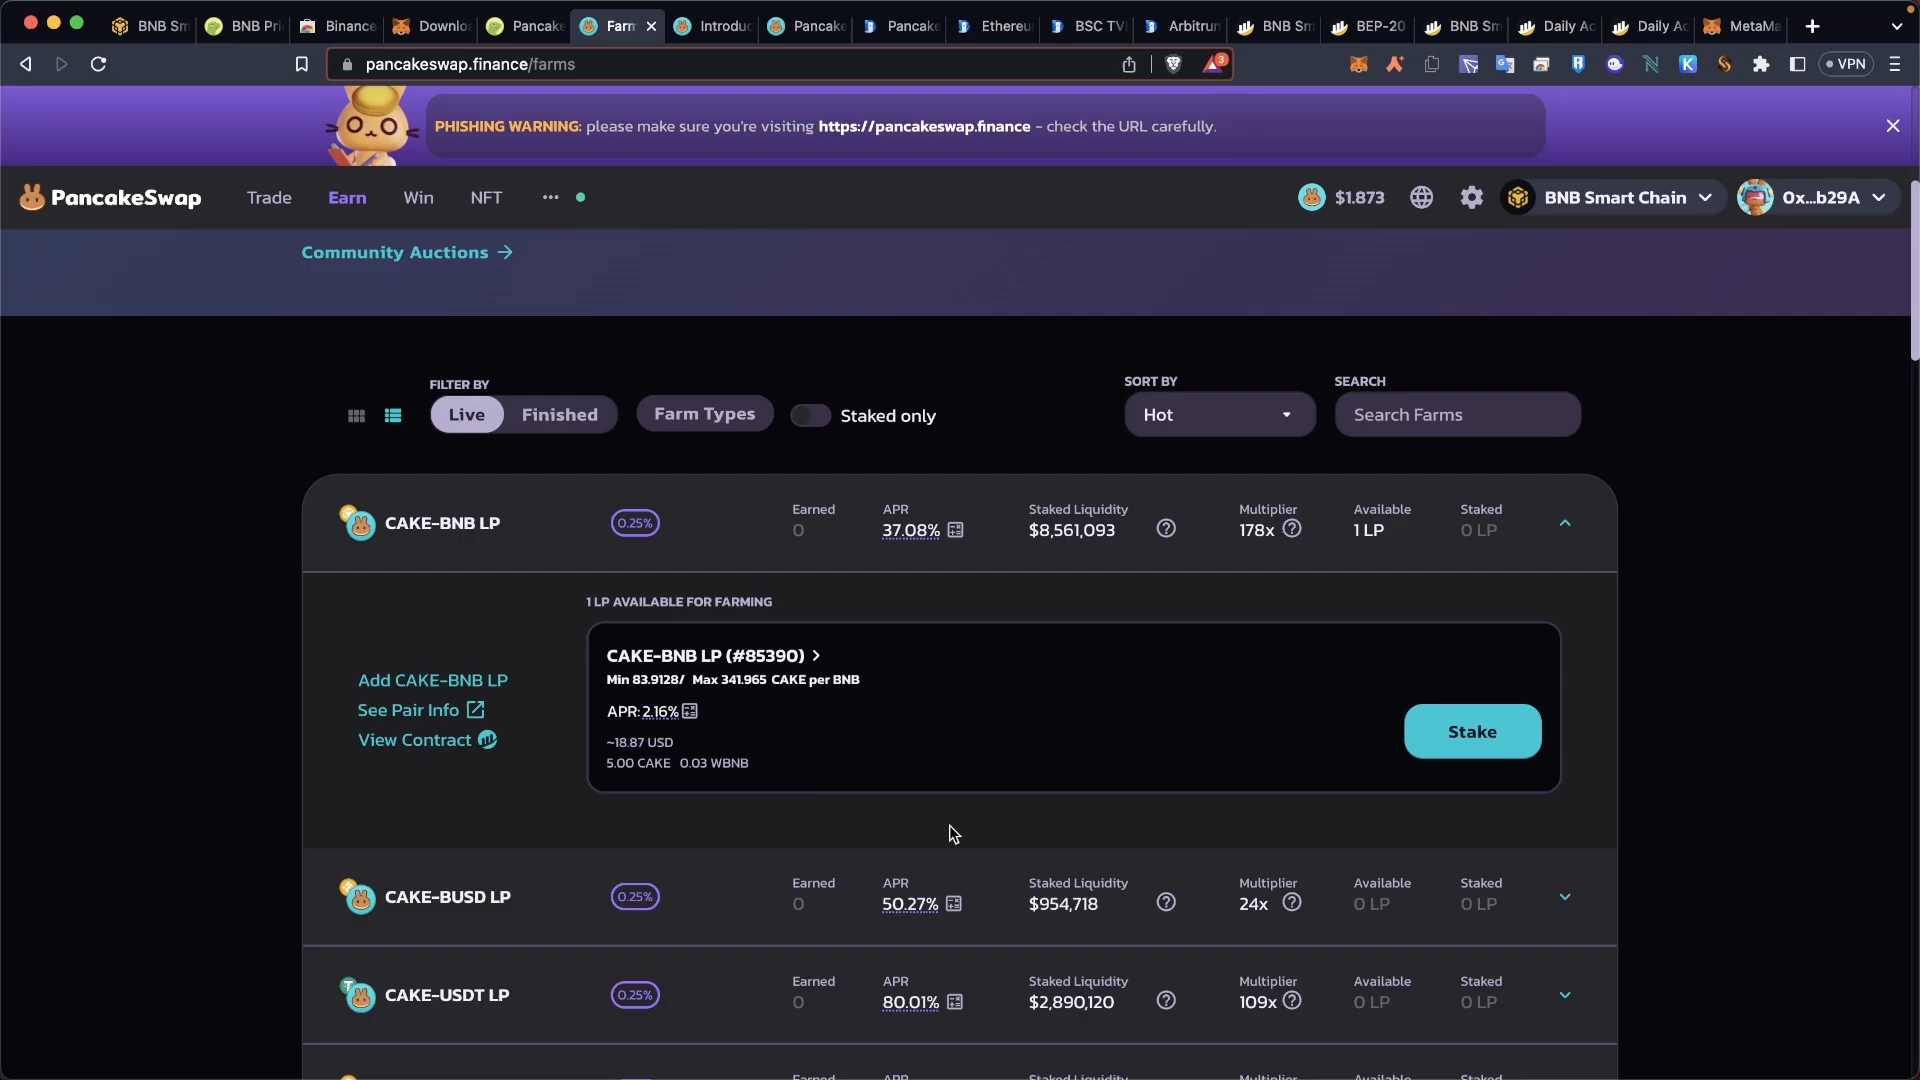 BNB Sm
BNB Pri
Binance
Downlo
Pancake
Farm
Introduc
Pancake
Pancake
Ethereu
BSC TV
Arbitrum
BNB Sm
BEP-20
BNB Sm
Daily Ac
Daily Ac
MetaMa
pancakeswap.finance/farms
3
VPN
PHISHING WARNING: please make sure you're visiting https://pancakeswap.finance - check the URL carefully.
PancakeSwap
Trade
Earn
Win
NFT
$1.873
BNB Smart Chain
0x...b29A
Community Auctions
FILTER BY
Live
Finished
Farm Types
Staked only
SORT BY
Hot
SEARCH
Search Farms
CAKE-BNB LP
0.25%
Earned
0
APR
37.08%
Staked Liquidity
$8,561,093
Multiplier
178x
Available
1 LP
Staked
0 LP
1 LP AVAILABLE FOR FARMING
Add CAKE-BNB LP
See Pair Info
View Contract
CAKE-BNB LP (#85390)
Min 83.9128/ Max 341.965 CAKE per BNB
APR: 2.16%
~18.87 USD
5.00 CAKE 0.03 WBNB
Stake
CAKE-BUSD LP
0.25%
Earned
0
APR
50.27%
Staked Liquidity
$954,718
Multiplier
24x
Available
0 LP
Staked
0 LP
CAKE-USDT LP
0.25%
Earned
0
APR
80.01%
Staked Liquidity
$2,890,120
Multiplier
109x
Available
0 LP
Staked
0 LP
Earned
APR
Staked Liquidity
Multiplier
Available
Staked